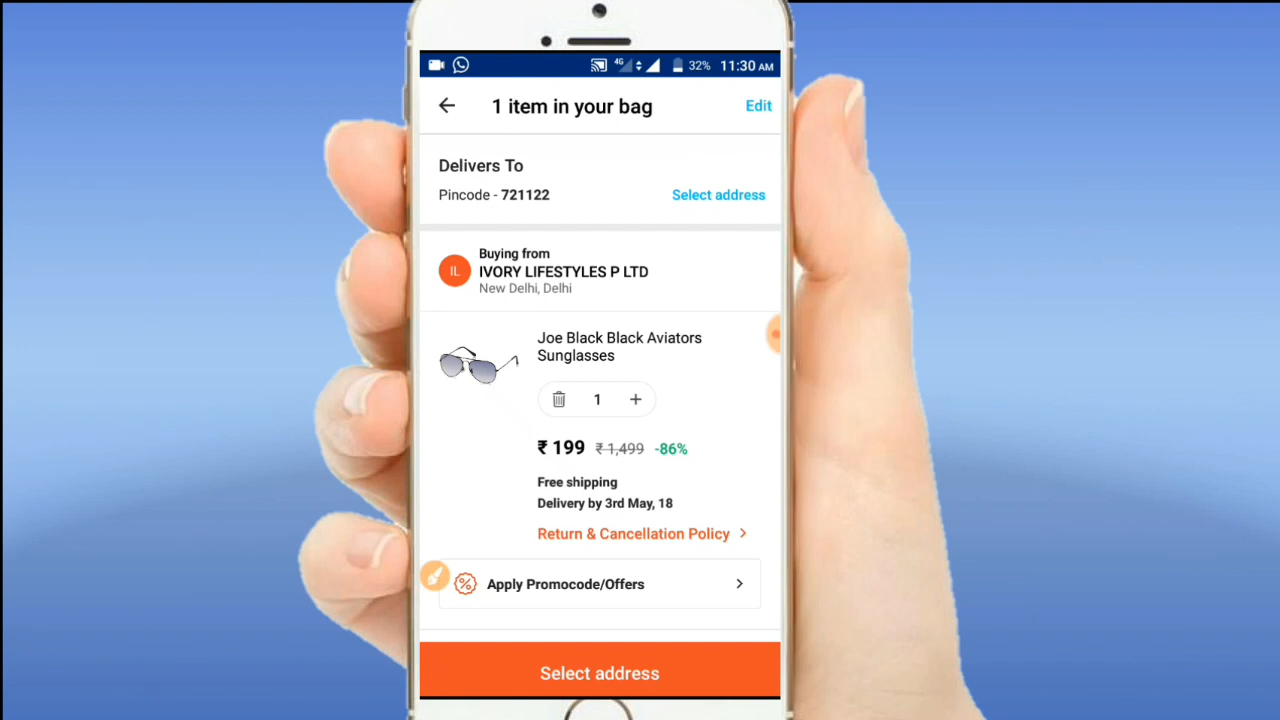 4G 32% 11:30 AM
1 item in your bag Edit
Delivers To
Pincode - 721122 Select address
Buying from
IL IVORY LIFESTYLES P LTD
New Delhi, Delhi
Joe Black Black Aviators
Sunglasses
1 +
₹ 199 ₹ 1,499 -86%
Free shipping
Delivery by 3rd May, 18
Return & Cancellation Policy >
% Apply Promocode/Offers >
Select address